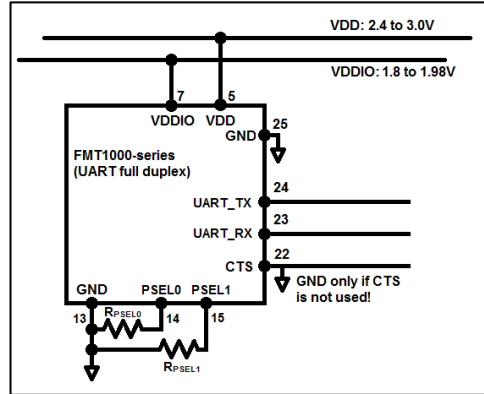 VDD: 2.4 to 3.0V
VDDIO: 1.8 to 1.98V
7
5
VDDIO
VDD
25
GND
FMT1000-series
(UART full duplex)
24
UART_TX
23
UART_RX
22
CTS
GND only if CTS
is not used!
GND
PSEL0
PSEL1
13
RPSEL0
14
15
RPSEL1